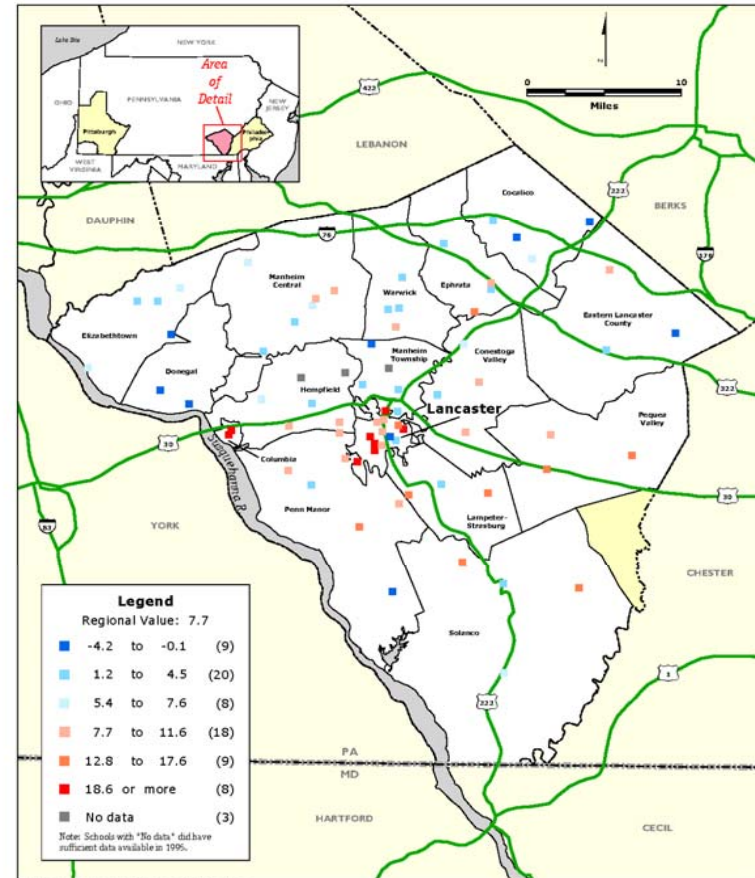 Lake Erie
NEW YORK
Area
of
Detail
OHIO
PENNSYLVANIA
NEW
JERSEY
Pittsburgh
Philadel-
phia
WEST
VIRGINIA
MARYLAND
10
Miles
422
LEBANON
222
BERKS
DAUPHIN
76
176
Cocalico
Manheim
Central
Warwick
Ephrata
Elizabethtown
Eastern Lancaster
County
Donegal
Manheim
Township
Conestoga
Valley
322
Hempfield
Lancaster
Pequea
Valley
30
Susquehanna R.
Columbia
30
YORK
Penn Manor
Lampeter-
Strasburg
83
CHESTER
Solanco
1
222
PA
MD
HARTFORD
CECIL
Legend
Regional Value: 7.7
-4.2 to -0.1 (9)
1.2 to 4.5 (20)
5.4 to 7.6 (8)
7.7 to 11.6 (18)
12.8 to 17.6 (9)
18.6 or more (8)
No data (3)
Note: Schools with "No data" did have
sufficient data available in 1995.